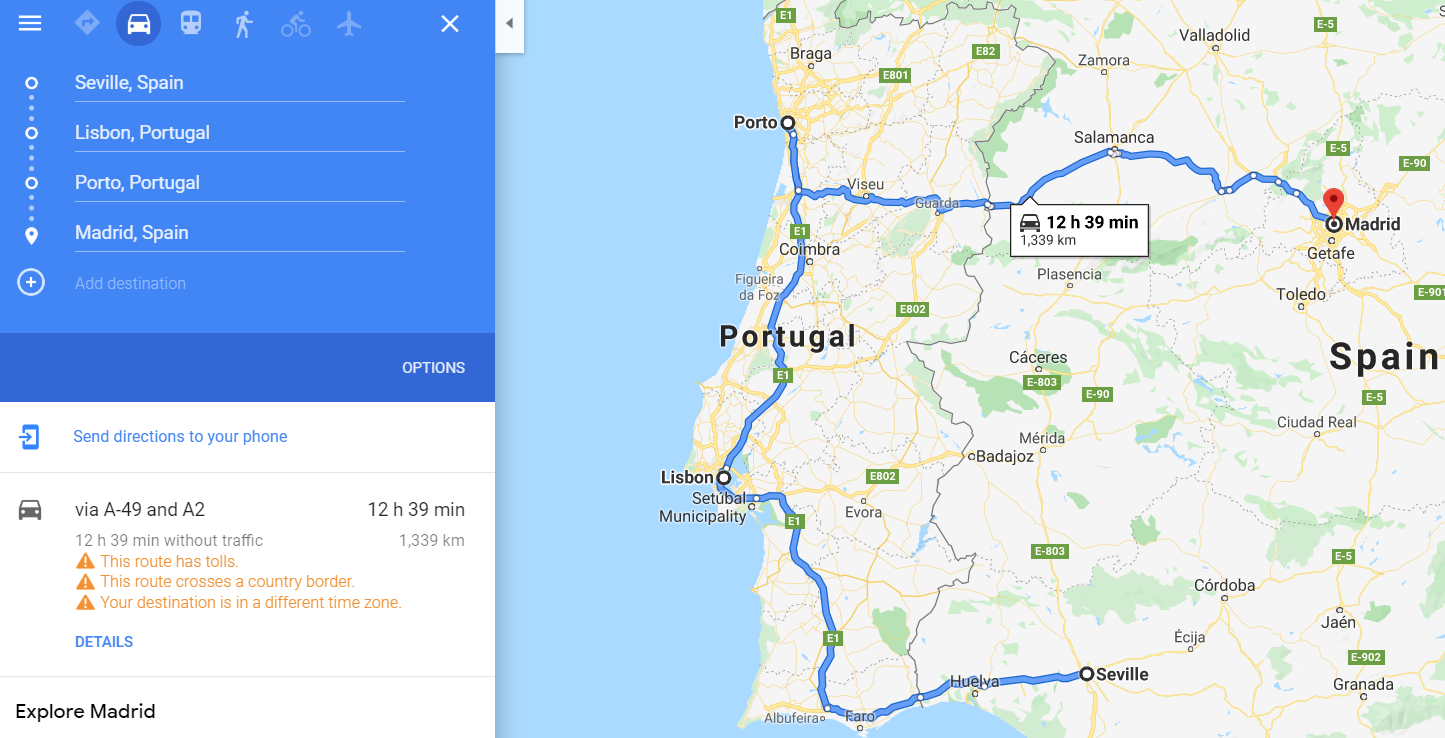 Seville, Spain
Lisbon, Portugal
Porto, Portugal
Madrid, Spain
Add destination
OPTIONS
Send directions to your phone
via A-49 and A2
12 h 39 min
12 h 39 min without traffic
1,339 km
This route has tolls.
This route crosses a country border.
Your destination is in a different time zone.
DETAILS
Explore Madrid
E1
Braga
E82
E801
Zamora
Valladolid
E-5
Porto
Salamanca
E-5
E-90
Viseu
Guarda
E1
Coimbra
12 h 39 min
1,339 km
Madrid
Getafe
Figueira
da Foz
Plasencia
Toledo
E-901
E802
Portugal
Spain
Cáceres
E1
E-803
E-90
E-5
Ciudad Real
Mérida
Badajoz
Lisbon
E802
Setúbal
Municipality
Evora
E1
E-803
E-5
Córdoba
Jaén
E1
Écija
E-902
Seville
Huelva
Granada
Albufeira
Faro